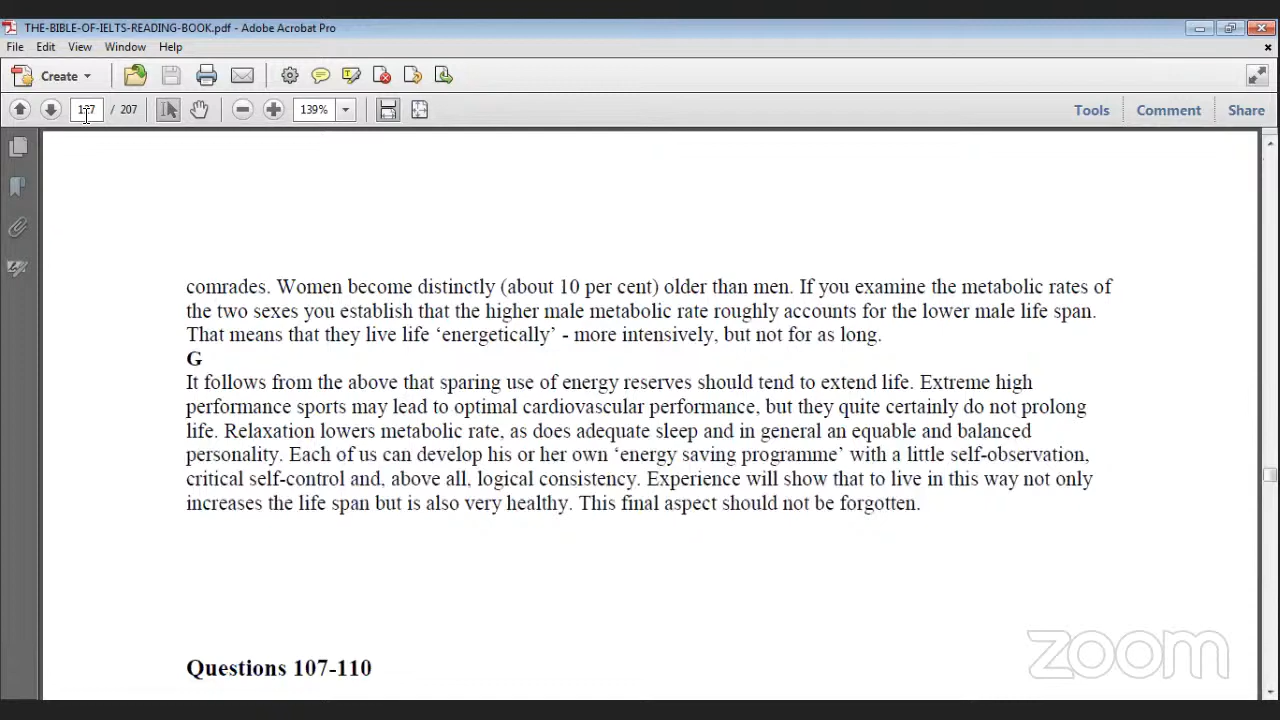 THE-BIBLE-OF-IELTS-READING-BOOK.pdf - Adobe Acrobat Pro
File Edit View Window Help
Create
/ 207 139% Tools Comment Share
comrades. Women become distinctly (about 10 per cent) older than men. If you examine the metabolic rates of
the two sexes you establish that the higher male metabolic rate roughly accounts for the lower male life span.
That means that they live life ‘energetically’ - more intensively, but not for as long.
G
It follows from the above that sparing use of energy reserves should tend to extend life. Extreme high
performance sports may lead to optimal cardiovascular performance, but they quite certainly do not prolong
life. Relaxation lowers metabolic rate, as does adequate sleep and in general an equable and balanced
personality. Each of us can develop his or her own ‘energy saving programme’ with a little self-observation,
critical self-control and, above all, logical consistency. Experience will show that to live in this way not only
increases the life span but is also very healthy. This final aspect should not be forgotten.
Questions 107-110
zoom